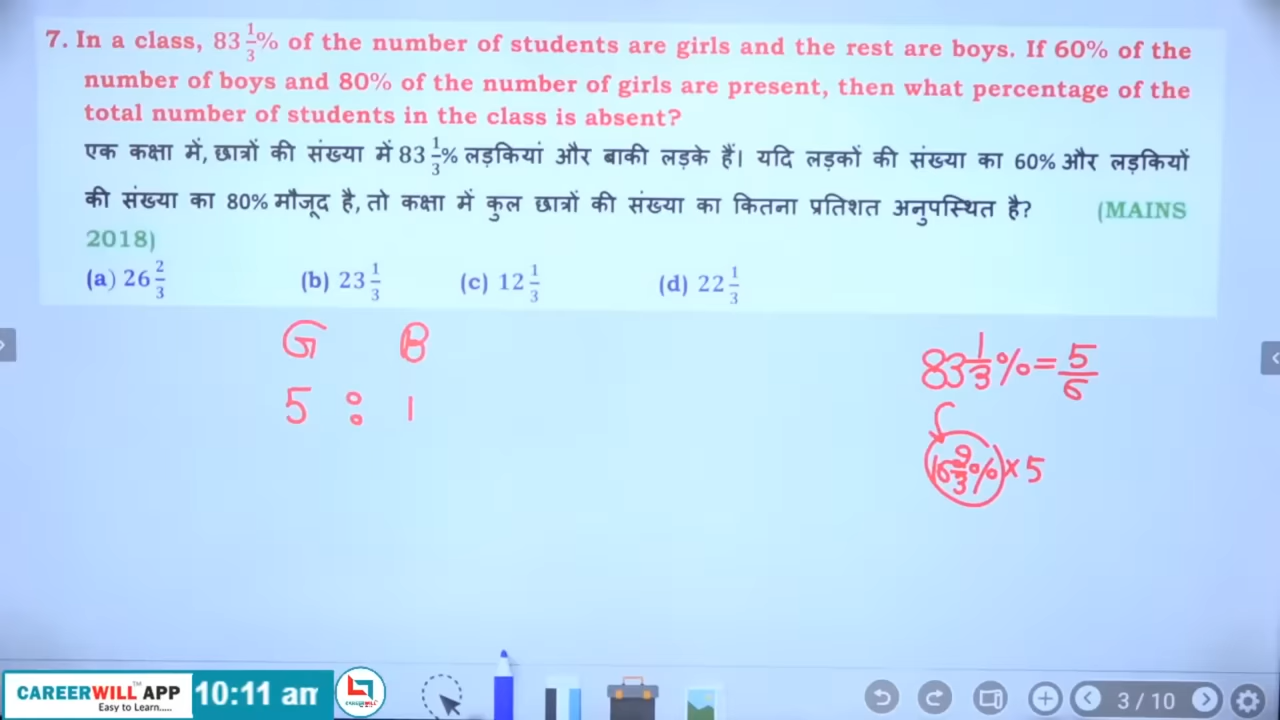 7. In a class, 83 1/3% of the number of students are girls and the rest are boys. If 60% of the
number of boys and 80% of the number of girls are present, then what percentage of the
total number of students in the class is absent?
एक कक्षा में, छात्रों की संख्या में 83 1/3% लड़कियां और बाकी लड़के हैं। यदि लड़कों की संख्या का 60% और लड़कियों
की संख्या का 80% मौजूद है, तो कक्षा में कुल छात्रों की संख्या का कितना प्रतिशत अनुपस्थित है? (MAINS
2018)
(a) 26 2/3 (b) 23 1/3 (c) 12 1/3 (d) 22 1/3
G B
5 : 1
83 1/3% = 5/6
16 2/3% × 5
CAREERWILL APP
Easy to Learn.....
10:11 am
CAREERWILL
3 / 10